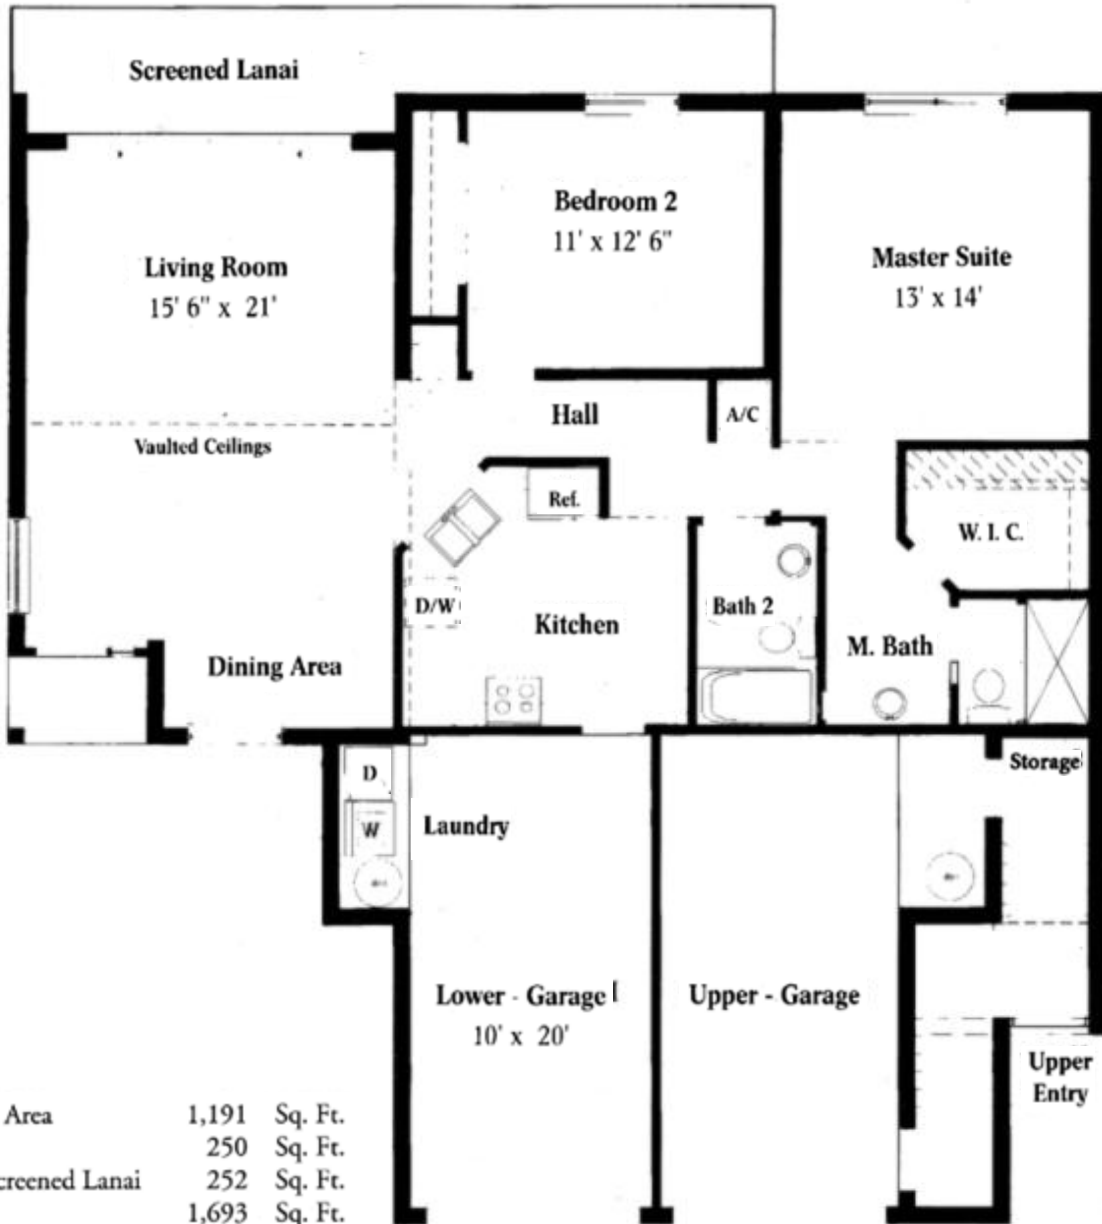 Screened Lanai
Bedroom 2
11' x 12' 6"
Living Room
15' 6" x 21'
Master Suite
13' x 14'
Hall
A/C
Vaulted Ceilings
Ref.
W. I. C.
D/W
Bath 2
Kitchen
M. Bath
Dining Area
D
Storage
W
Laundry
Lower - Garage
10' x 20'
Upper - Garage
Upper
Entry
Area 1,191 Sq. Ft.
250 Sq. Ft.
creened Lanai 252 Sq. Ft.
1,693 Sq. Ft.